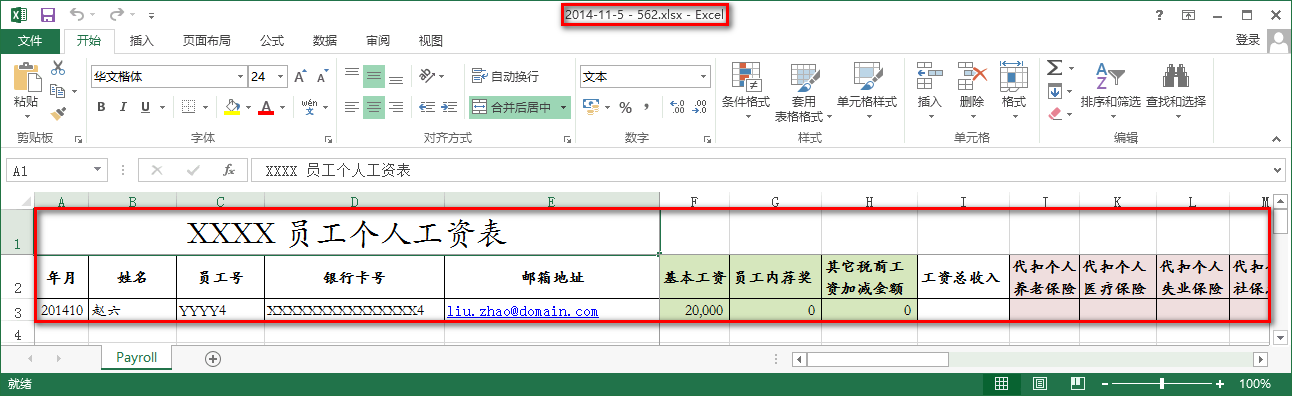 2014-11-5 - 562.xlsx - Excel
文件 开始 插入 页面布局 公式 数据 审阅 视图 登录
粘贴 华文楷体 24 自动换行 文本 条件格式 套用 单元格样式 插入 删除 格式 排序和筛选 查找和选择
表格格式
B I U A wén 合并后居中 % ,
剪贴板 字体 对齐方式 数字 样式 单元格 编辑
A1 fx XXXX 员工个人工资表
A B C D E F G H I J K L M
1 XXXX 员工个人工资表
2 年月 姓名 员工号 银行卡号 邮箱地址 基本工资 员工内荐奖 其它税前工 工资总收入 代和个人 代和个人 代和个人
资加减金额 养老保险 医疗保险 失业保险
3 201410 赵六 YYYY4 XXXXXXXXXXXXXXXX4 liu.zhao@domain.com 20,000 0 0
4
Payroll
就绪 100%